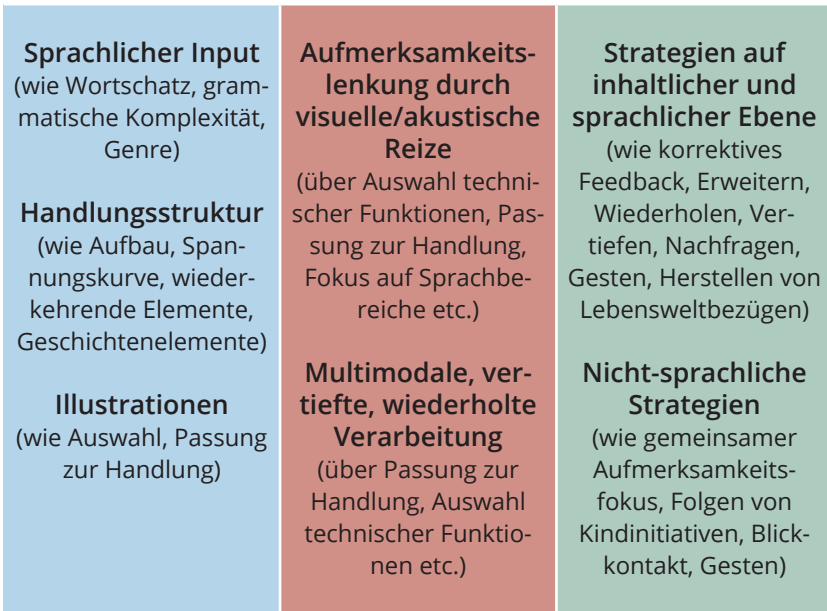 Sprachlicher Input
(wie Wortschatz, gram-
matische Komplexität,
Genre)
Handlungsstruktur
(wie Aufbau, Span-
nungskurve, wieder-
kehrende Elemente,
Geschichtenelemente)
Illustrationen
(wie Auswahl, Passung
zur Handlung)
Aufmerksamkeits-
lenkung durch
visuelle/akustische
Reize
(über Auswahl techni-
scher Funktionen, Pas-
sung zur Handlung,
Fokus auf Sprachbe-
reiche etc.)
Multimodale, ver-
tiefte, wiederholte
Verarbeitung
(über Passung zur
Handlung, Auswahl
technischer Funktio-
nen etc.)
Strategien auf
inhaltlicher und
sprachlicher Ebene
(wie korrektives
Feedback, Erweitern,
Wiederholen, Ver-
tiefen, Nachfragen,
Gesten, Herstellen von
Lebensweltbezügen)
Nicht-sprachliche
Strategien
(wie gemeinsamer
Aufmerksamkeits-
fokus, Folgen von
Kindinitiativen, Blick-
kontakt, Gesten)